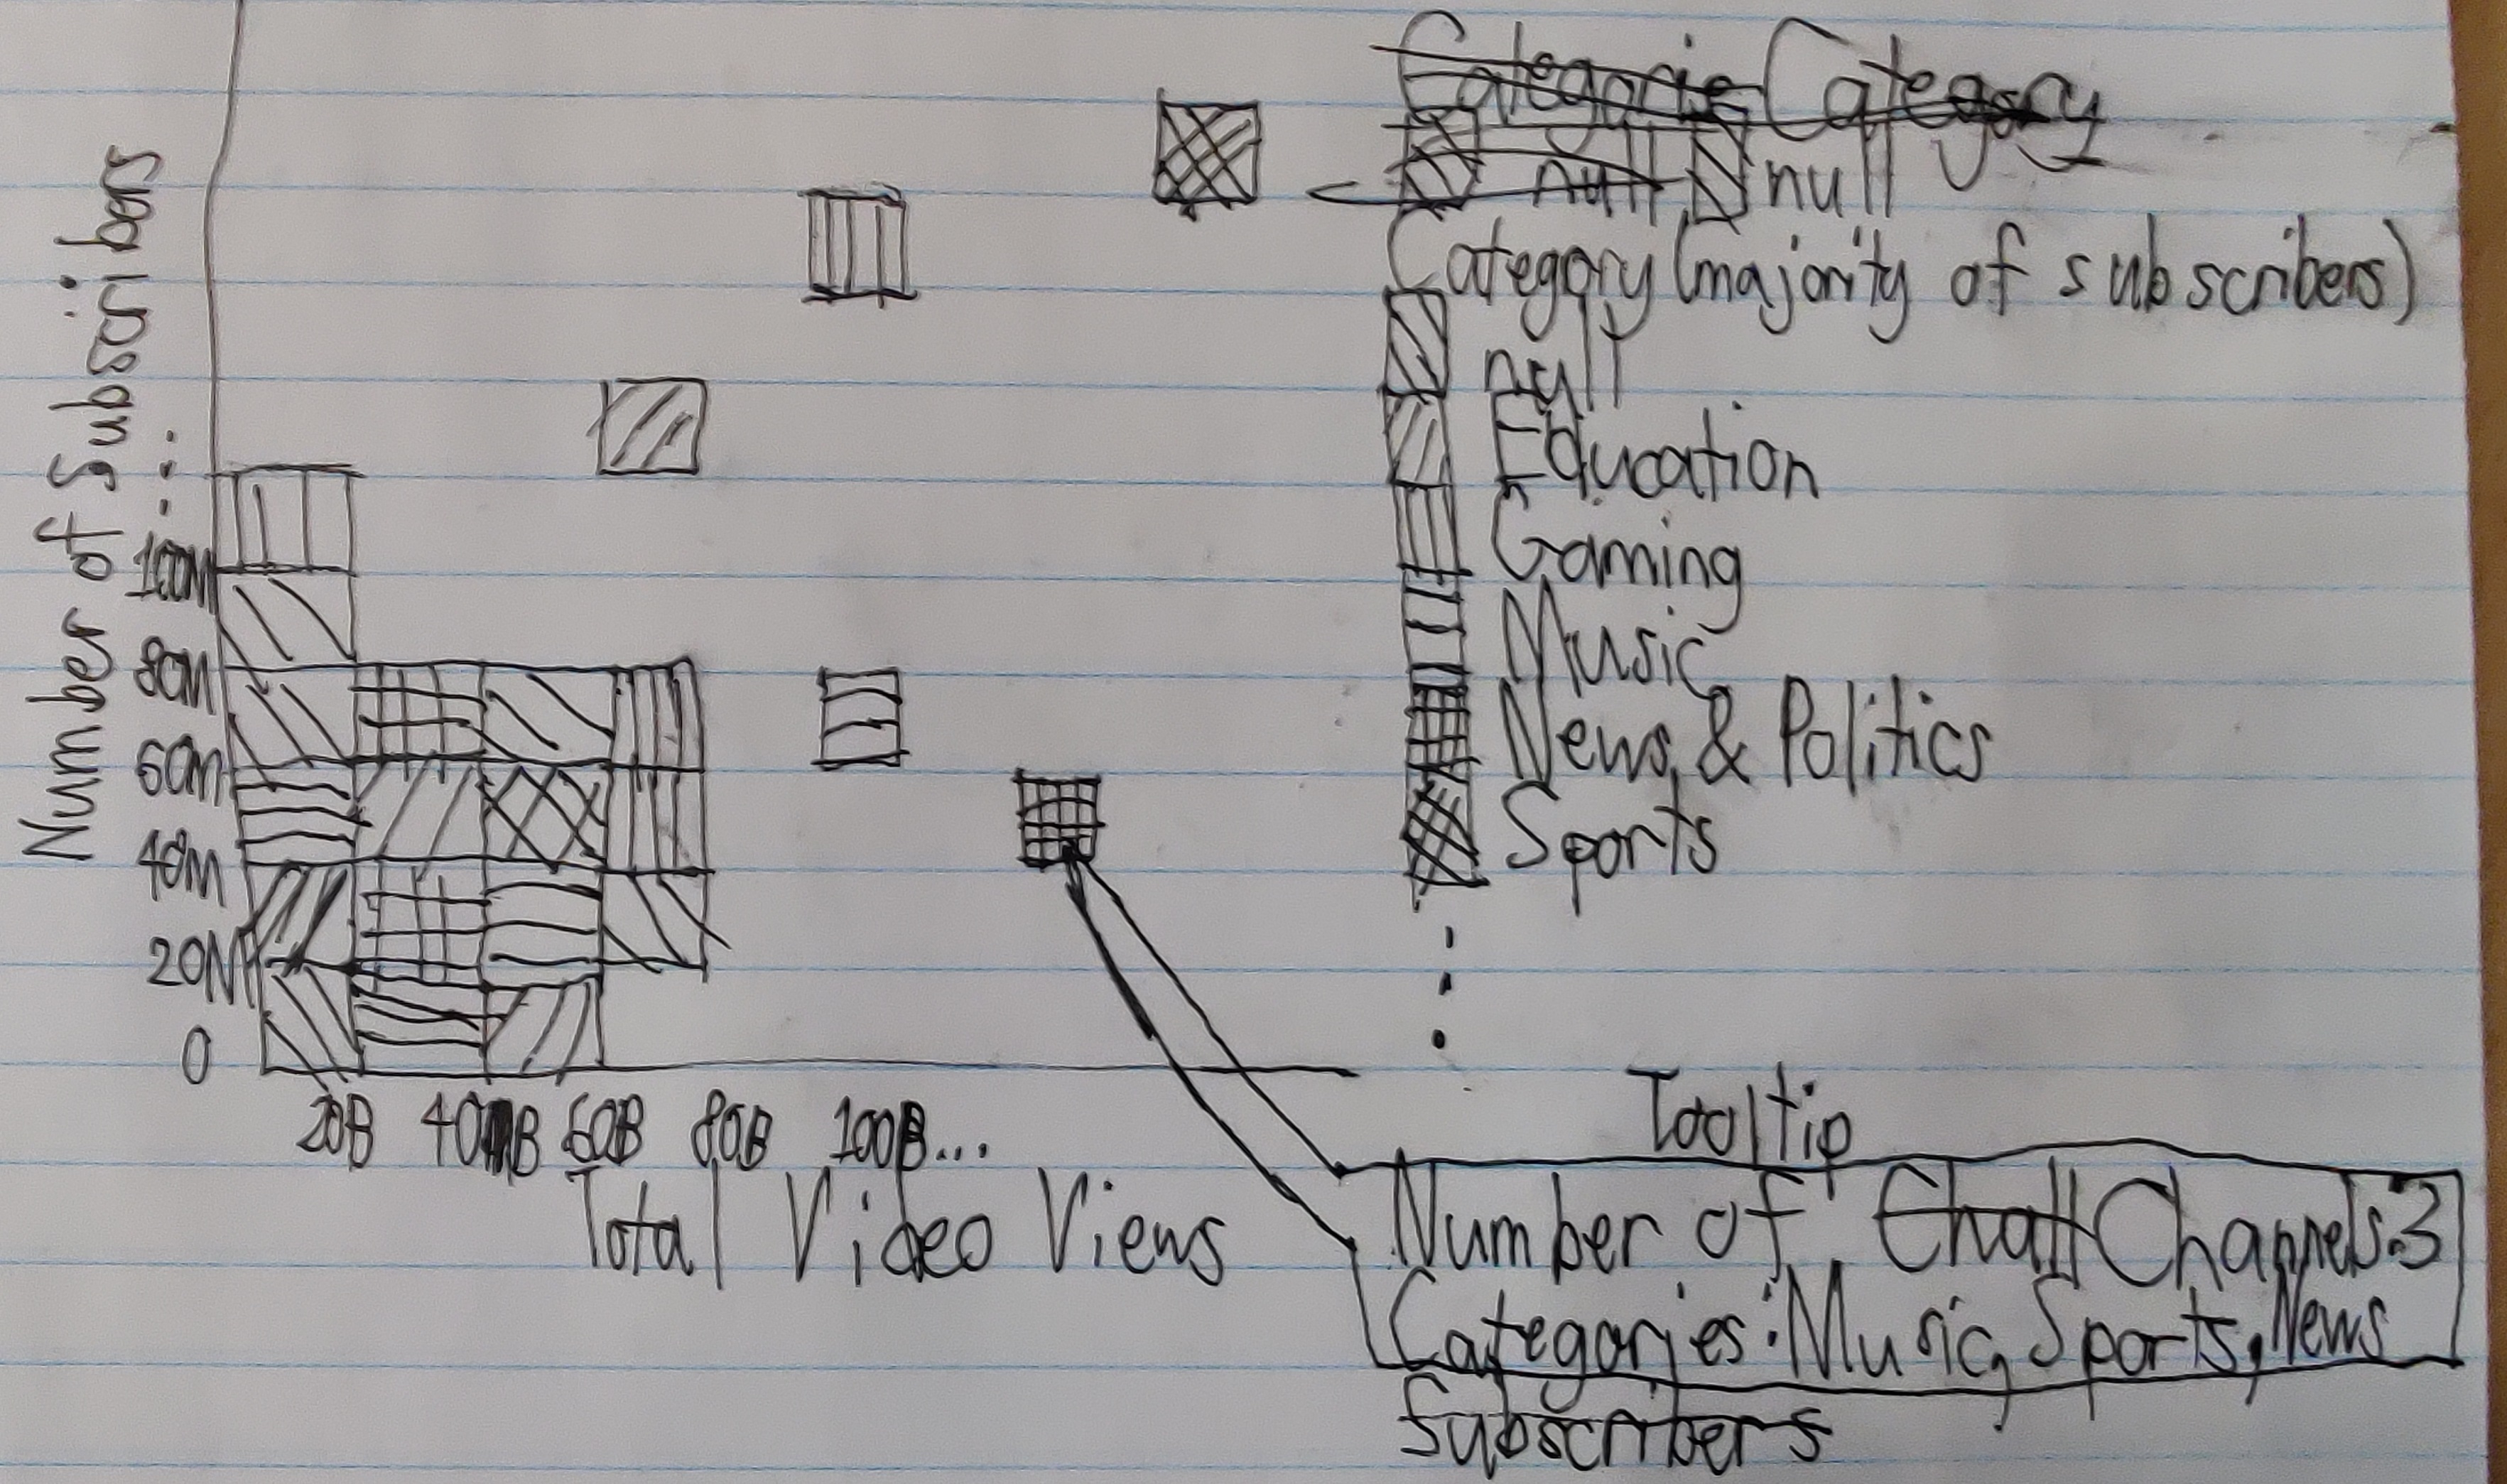 Categorie Category
null null
Category (majority of subscribers)
null
Education
Gaming
Music
News & Politics
Sports
Number of Subscribers
100M
80M
60M
40M
20M
0
20B 40B 60B 80B 100B...
Total Video Views
Tooltip
Number of Chall Channels: 3
Categories: Music, Sports, News
Subscribers